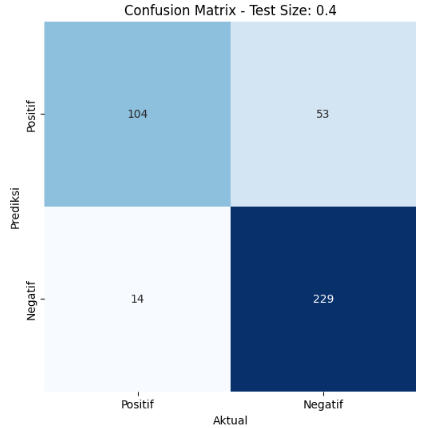 Confusion Matrix - Test Size: 0.4
Prediksi
Positif
104
53
Negatif
14
229
Positif
Negatif
Aktual